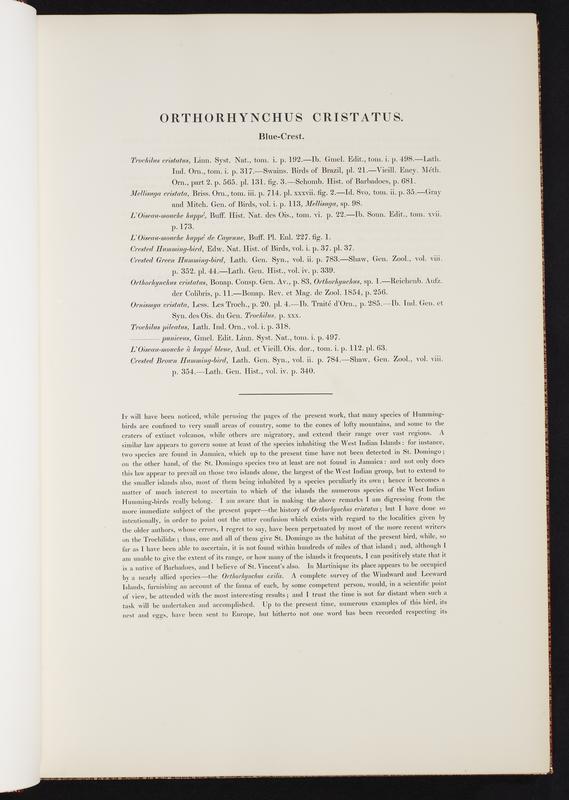 ORTHORHYNCHUS CRISTATUS.
Blue-Crest.
Trochilus cristatus, Linn. Syst. Nat., tom. i. p. 192.—Ib. Gmel. Edit., tom. i. p. 498.—Lath.
Ind. Orn., tom. i. p. 317.—Swains. Birds of Brazil, pl. 21.—Vieill. Ency. Méth.
Orn., part 2. p. 565. pl. 131. fig. 3.—Schomb. Hist. of Barbadoes, p. 681.
Mellisuga cristata, Briss. Orn., tom. iii. p. 714. pl. xxxvii. fig. 2.—Id. 8vo, tom. ii. p. 35.—Gray
and Mitch. Gen. of Birds, vol. i. p. 113, Mellisuga, sp. 98.
L'Oiseau-mouche huppé, Buff. Hist. Nat. des Ois., tom. vi. p. 22.—Ib. Sonn. Edit., tom. xvii.
p. 173.
L'Oiseau-mouche huppé de Cayenne, Buff. Pl. Enl. 227. fig. 1.
Crested Humming-bird, Edw. Nat. Hist. of Birds, vol. i. p. 37. pl. 37.
Crested Green Humming-bird, Lath. Gen. Syn., vol. ii. p. 783.—Shaw, Gen. Zool., vol. viii.
p. 352. pl. 44.—Lath. Gen. Hist., vol. iv. p. 339.
Orthorhynchus cristatus, Bonap. Consp. Gen. Av., p. 83, Orthorhynchus, sp. 1.—Reichenb. Aufz.
der Colibris, p. 11.—Bonap. Rev. et Mag. de Zool. 1854, p. 256.
Ornismya cristata, Less. Les Troch., p. 20. pl. 4.—Ib. Traité d'Orn., p. 285.—Ib. Ind. Gen. et
Syn. des Ois. du Gen. Trochilus, p. xxx.
Trochilus pileatus, Lath. Ind. Orn., vol. i. p. 318.
puniceus, Gmel. Edit. Linn. Syst. Nat., tom. i. p. 497.
L'Oiseau-mouche à huppé bleue, Aud. et Vieill. Ois. dor., tom. i. p. 112. pl. 63.
Crested Brown Humming-bird, Lath. Gen. Syn., vol. ii. p. 784.—Shaw, Gen. Zool., vol. viii.
p. 354.—Lath. Gen. Hist., vol. iv. p. 340.
It will have been noticed, while perusing the pages of the present work, that many species of Humming-
birds are confined to very small areas of country, some to the cones of lofty mountains, and some to the
craters of extinct volcanos, while others are migratory, and extend their range over vast regions. A
similar law appears to govern some at least of the species inhabiting the West Indian Islands: for instance,
two species are found in Jamaica, which up to the present time have not been detected in St. Domingo;
on the other hand, of the St. Domingo species two at least are not found in Jamaica: and not only does
this law appear to prevail on those two islands alone, the largest of the West Indian group, but to extend to
the smaller islands also, most of them being inhabited by a species peculiarly its own; hence it becomes a
matter of much interest to ascertain to which of the islands the numerous species of the West Indian
Humming-birds really belong. I am aware that in making the above remarks I am digressing from the
more immediate subject of the present paper—the history of Orthorhynchus cristatus; but I have done so
intentionally, in order to point out the utter confusion which exists with regard to the localities given by
the older authors, whose errors, I regret to say, have been perpetuated by most of the more recent writers
on the Trochilidæ; thus, one and all of them give St. Domingo as the habitat of the present bird, while, so
far as I have been able to ascertain, it is not found within hundreds of miles of that island; and, although I
am unable to give the extent of its range, or how many of the islands it frequents, I can positively state that it
is a native of Barbadoes, and I believe of St. Vincent's also. In Martinique its place appears to be occupied
by a nearly allied species—the Orthorhynchus exilis. A complete survey of the Windward and Leeward
Islands, furnishing an account of the fauna of each, by some competent person, would, in a scientific point
of view, be attended with the most interesting results; and I trust the time is not far distant when such a
task will be undertaken and accomplished. Up to the present time, numerous examples of this bird, its
nest and eggs, have been sent to Europe, but hitherto not one word has been recorded respecting its